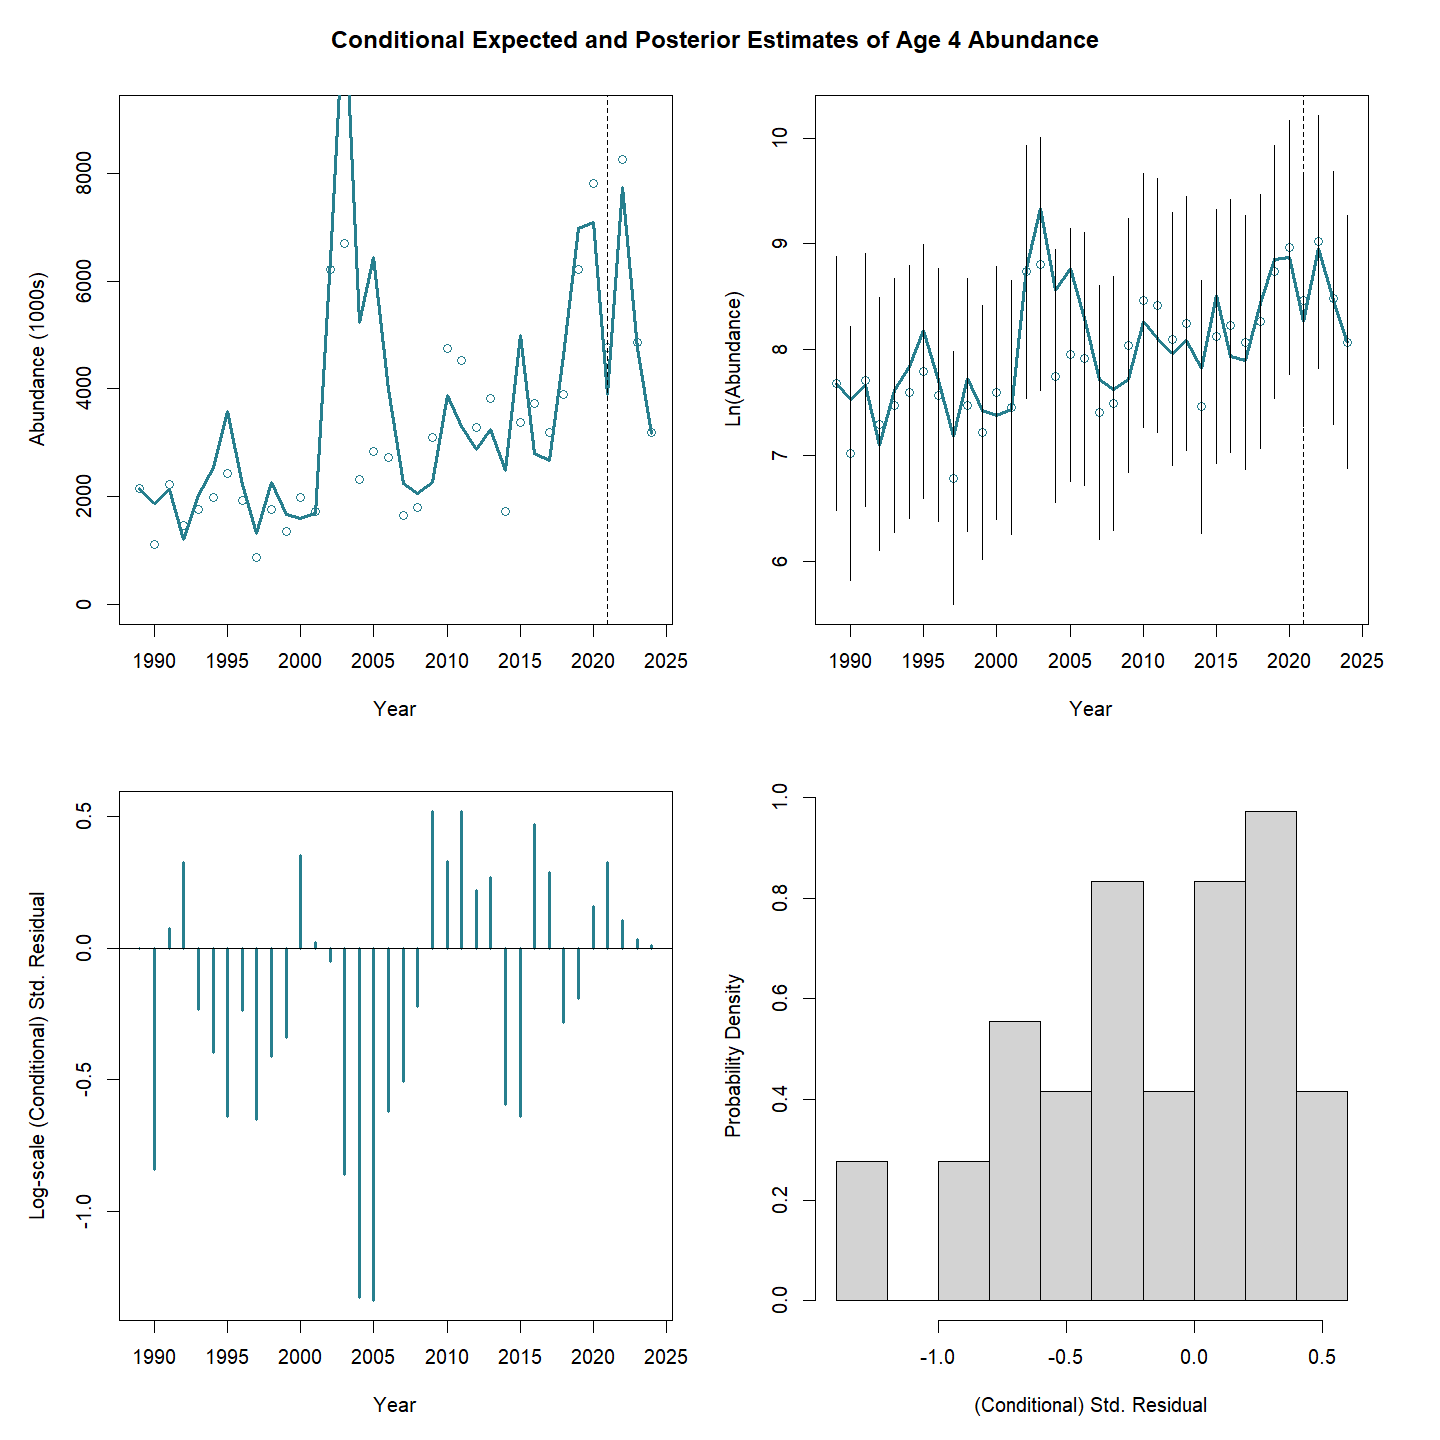 Conditional Expected and Posterior Estimates of Age 4 Abundance
Abundance (1000s)
8000
6000
4000
2000
0
1990 1995 2000 2005 2010 2015 2020 2025
Year
Ln(Abundance)
10
9
8
7
6
1990 1995 2000 2005 2010 2015 2020 2025
Year
Log-scale (Conditional) Std. Residual
0.5
0.0
-0.5
-1.0
1990 1995 2000 2005 2010 2015 2020 2025
Year
Probability Density
1.0
0.8
0.6
0.4
0.2
0.0
-1.0 -0.5 0.0 0.5
(Conditional) Std. Residual